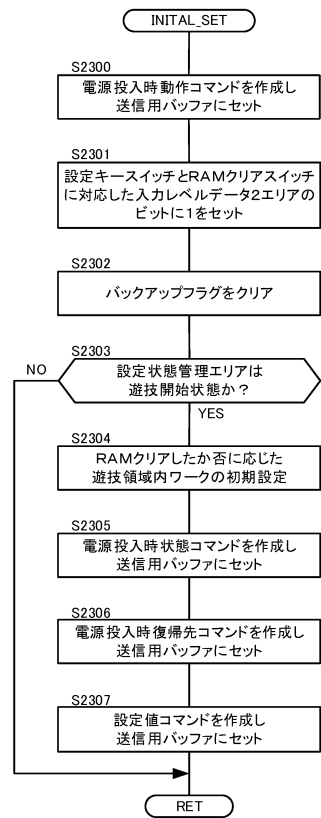 INITAL_SET
S2300
電源投入時動作コマンドを作成し
送信用バッファにセット
S2301
設定キースイッチとRAMクリアスイッチ
に対応した入力レベルデータ2エリアの
ビットに1をセット
S2302
バックアップフラグをクリア
S2303
設定状態管理エリアは
遊技開始状態か?
NO
YES
S2304
RAMクリアしたか否に応じた
遊技領域内ワークの初期設定
S2305
電源投入時状態コマンドを作成し
送信用バッファにセット
S2306
電源投入時復帰先コマンドを作成し
送信用バッファにセット
S2307
設定値コマンドを作成し
送信用バッファにセット
RET